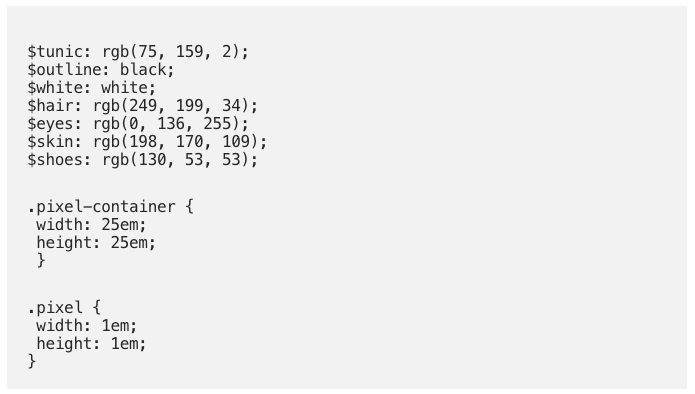 $tunic: rgb(75, 159, 2);
$outline: black;
$white: white;
$hair: rgb(249, 199, 34);
$eyes: rgb(0, 136, 255);
$skin: rgb(198, 170, 109);
$shoes: rgb(130, 53, 53);
.pixel-container {
width: 25em;
height: 25em;
}
.pixel {
width: 1em;
height: 1em;
}